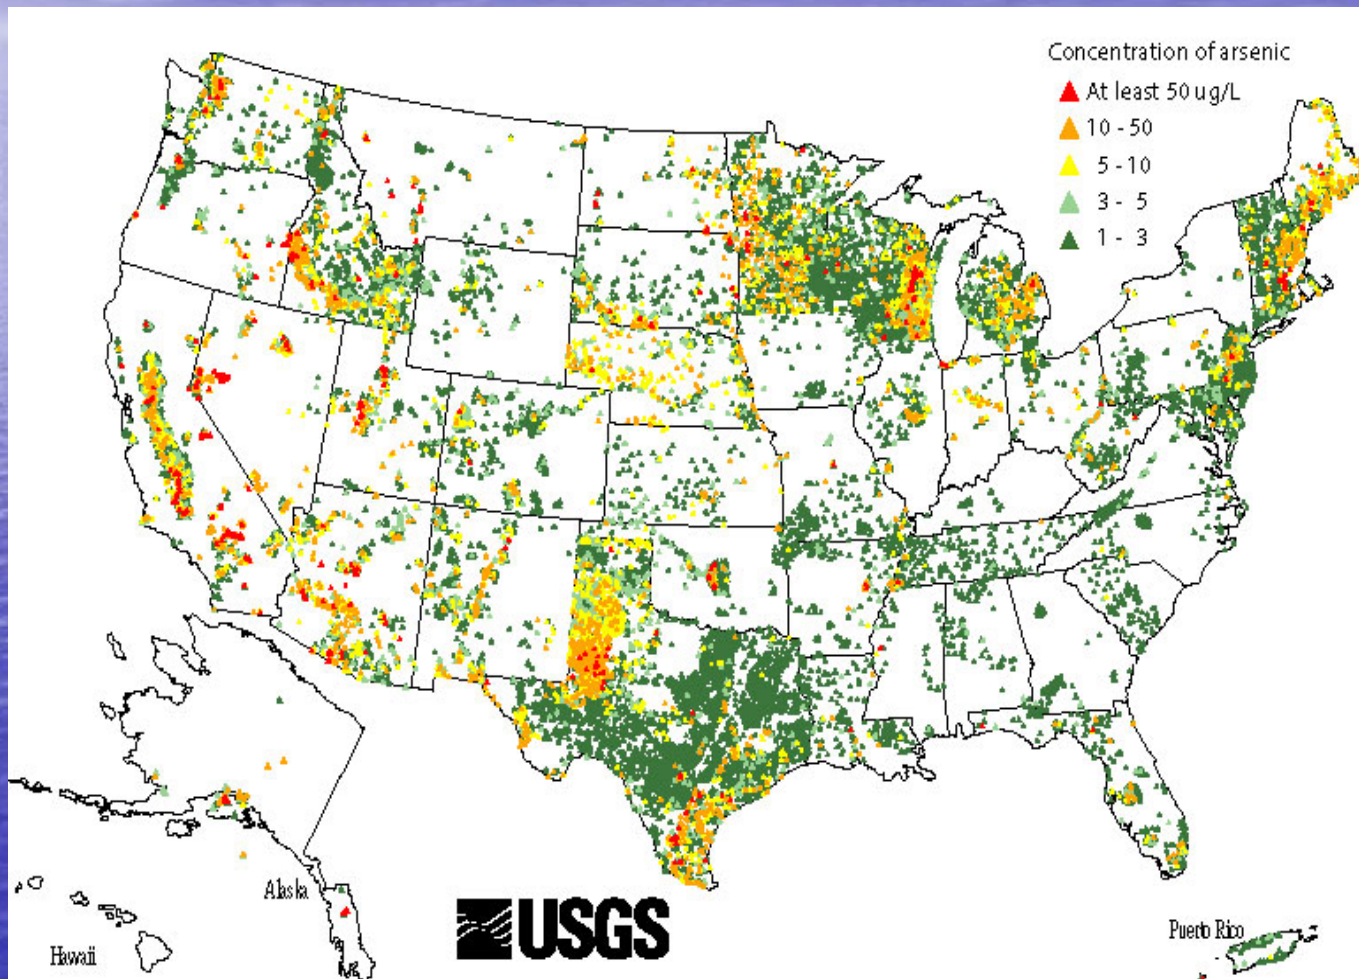 Concentration of arsenic
At least 50 ug/L
10 - 50
5 - 10
3 - 5
1 - 3
Alaska
Hawaii
USGS
Puerto Rico